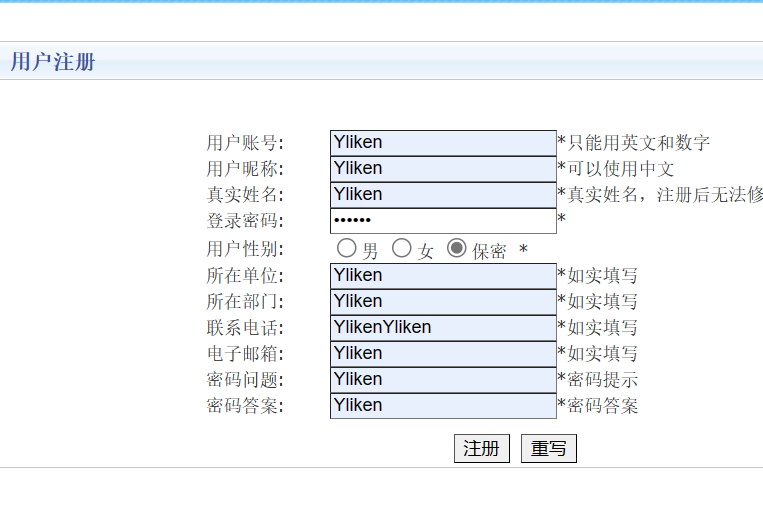 用户注册
用户账号: Yliken *只能用英文和数字
用户昵称: Yliken *可以使用中文
真实姓名: Yliken *真实姓名，注册后无法修
登录密码: •••••• *
用户性别: 男 女 保密 *
所在单位: Yliken *如实填写
所在部门: Yliken *如实填写
联系电话: YlikenYliken *如实填写
电子邮箱: Yliken *如实填写
密码问题: Yliken *密码提示
密码答案: Yliken *密码答案
注册 重写